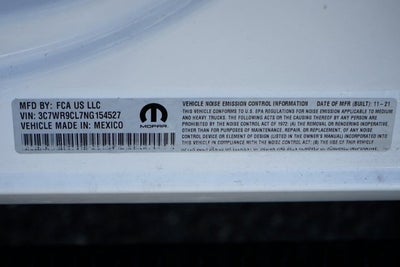 MFD BY: FCA US LLC
VIN: 3C7WR9CL7NG154527
VEHICLE MADE IN: MEXICO
MOPAR
VEHICLE NOISE EMISSION CONTROL INFORMATION DATE OF MFR (BUILT) 11-21
THIS VEHICLE CONFORMS TO U.S. EPA REGULATIONS FOR NOISE EMISSION APPLICABLE TO MEDIUM
AND HEAVY TRUCKS. THE FOLLOWING ACTS OR THE CAUSING THEREOF BY ANY PERSON ARE PROHIBITED
BY THE NOISE CONTROL ACT OF 1972: (A) THE REMOVAL OR RENDERING INOPERATIVE,
OTHER THAN FOR PURPOSES OF MAINTENANCE, REPAIR, OR REPLACEMENT, OF ANY NOISE
CONTROL DEVICE OR ELEMENT OF DESIGN (LISTED IN THE OWNER'S MANUAL) INCORPORATED
INTO THIS VEHICLE IN COMPLIANCE WITH THE NOISE CONTROL ACT. (B) THE USE OF THIS VEHICLE